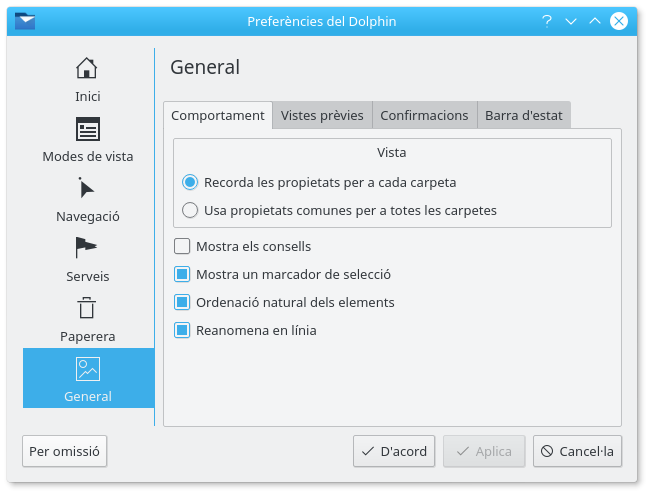 Preferències del Dolphin
Inici
Modes de vista
Navegació
Serveis
Paperera
General
General
Comportament Vistes prèvies Confirmacions Barra d'estat
Vista
Recorda les propietats per a cada carpeta
Usa propietats comunes per a totes les carpetes
Mostra els consells
Mostra un marcador de selecció
Ordenació natural dels elements
Reanomena en línia
Per omissió D'acord Aplica Cancel·la